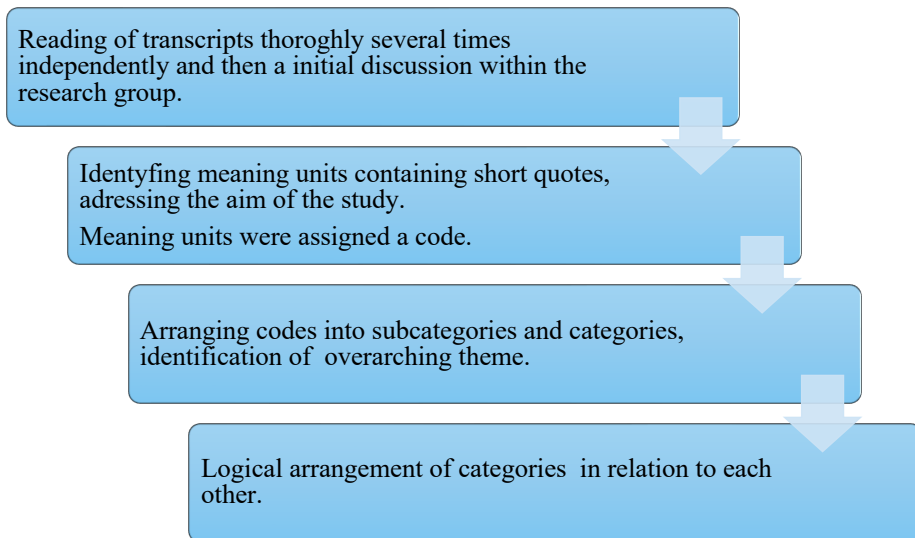 Reading of transcripts thoroghly several times
independently and then a initial discussion within the
research group.
Identyfing meaning units containing short quotes,
adressing the aim of the study.
Meaning units were assigned a code.
Arranging codes into subcategories and categories,
identification of overarching theme.
Logical arrangement of categories in relation to each
other.